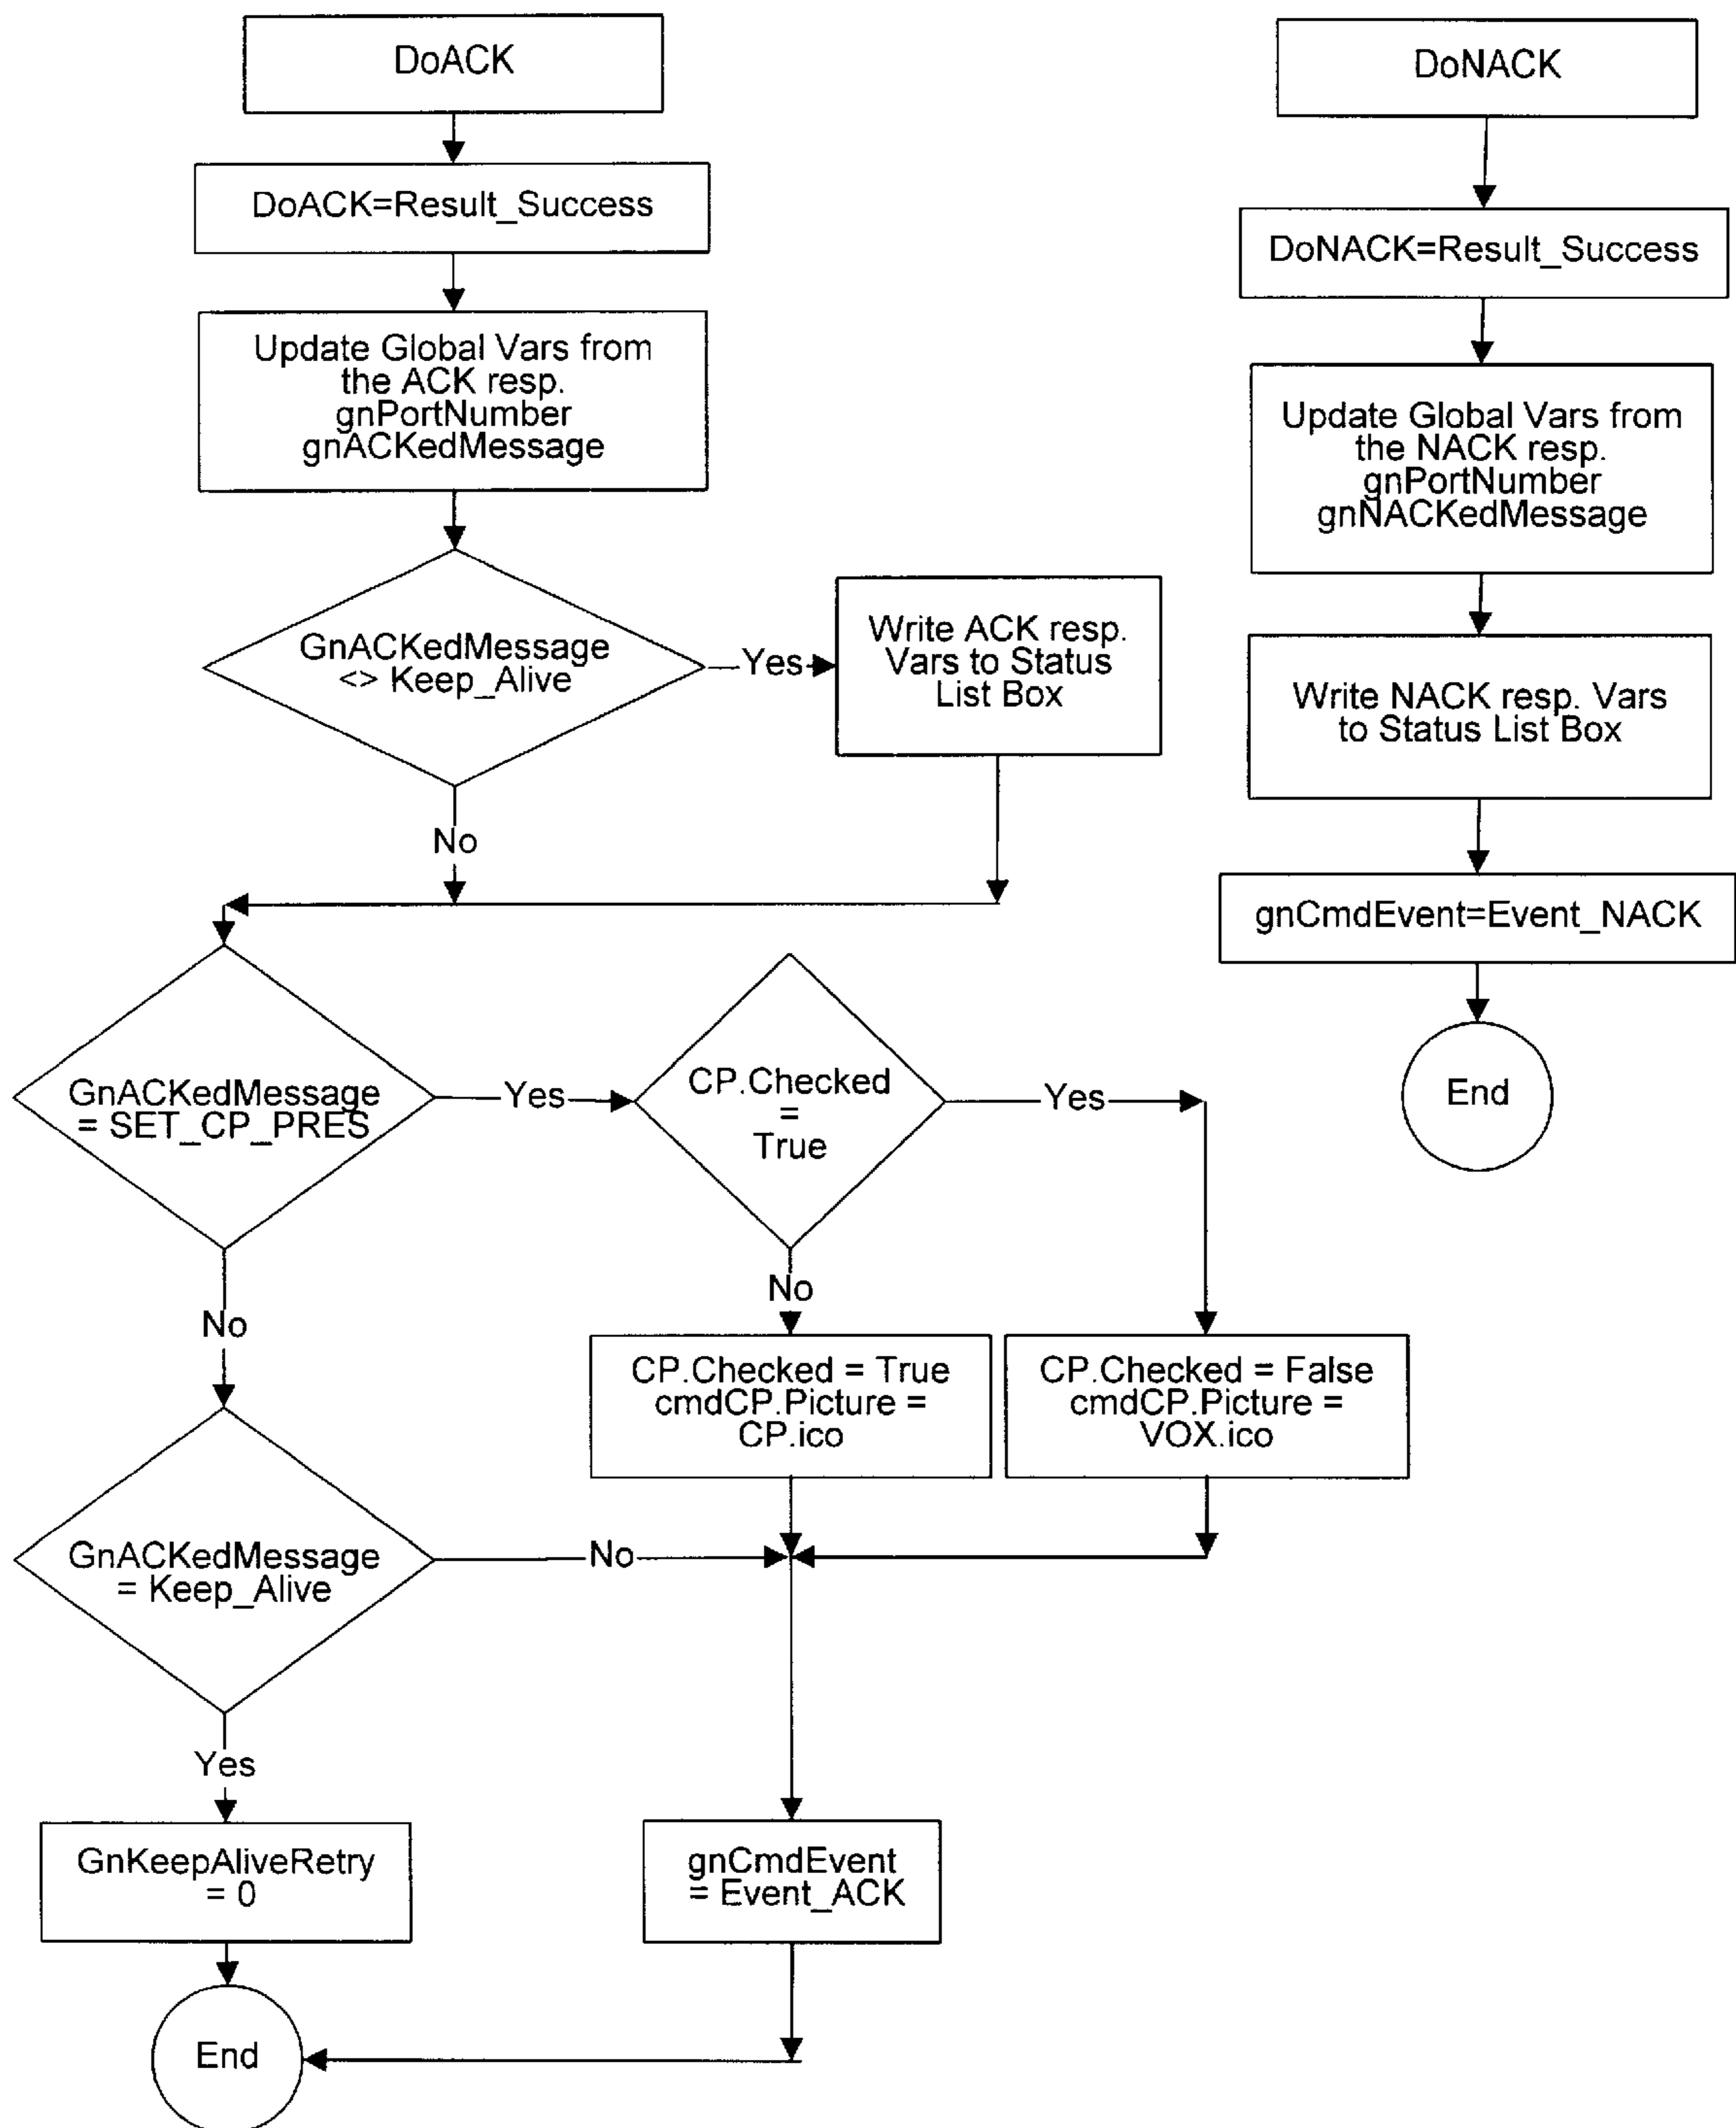 DoACK
DoACK=Result_Success
Update Global Vars from
the ACK resp.
gnPortNumber
gnACKedMessage
GnACKedMessage
<> Keep_Alive
Yes
Write ACK resp.
Vars to Status
List Box
No
GnACKedMessage
= SET_CP_PRES
Yes
CP.Checked
=
True
Yes
No
No
CP.Checked = True
cmdCP.Picture =
CP.ico
CP.Checked = False
cmdCP.Picture =
VOX.ico
GnACKedMessage
= Keep_Alive
No
Yes
GnKeepAliveRetry
= 0
gnCmdEvent
= Event_ACK
End
DoNACK
DoNACK=Result_Success
Update Global Vars from
the NACK resp.
gnPortNumber
gnNACKedMessage
Write NACK resp. Vars
to Status List Box
gnCmdEvent=Event_NACK
End